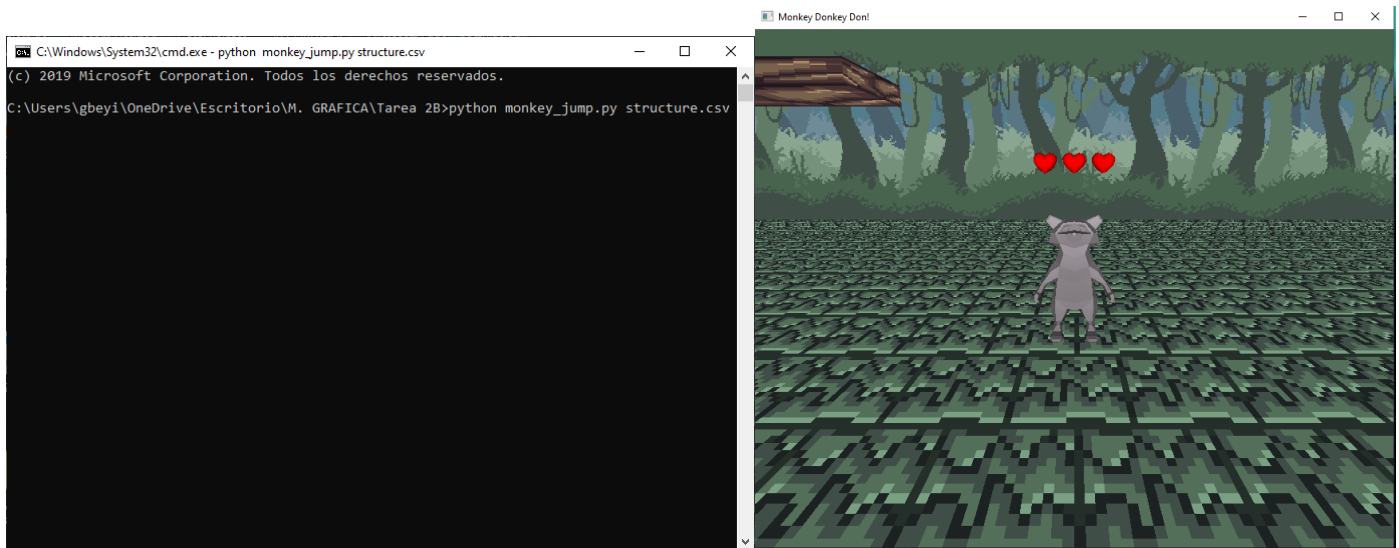 C:\Windows\System32\cmd.exe - python  monkey_jump.py structure.csv
(c) 2019 Microsoft Corporation. Todos los derechos reservados.
C:\Users\gbeyi\OneDrive\Escritorio\M. GRAFICA\Tarea 2B>python monkey_jump.py structure.csv
Monkey Donkey Don!